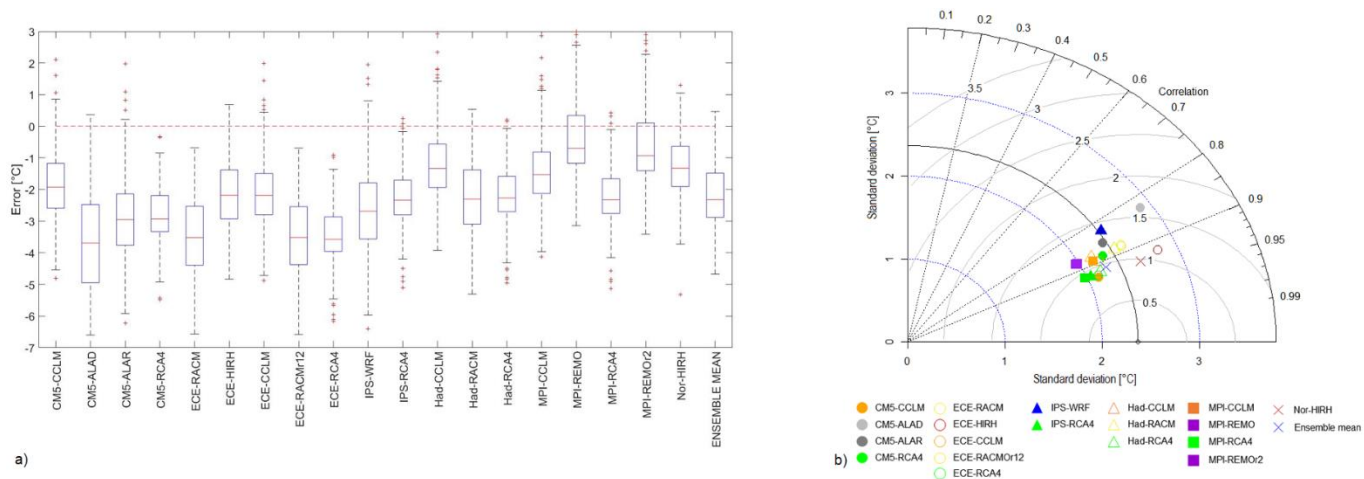 3
2
1
0
-1
-2
-3
-4
-5
-6
-7
Error [°C]
CM5-CCLM
CM5-ALAD
CM5-ALAR
CM5-RCA4
ECE-RACM
ECE-HIRH
ECE-CCLM
ECE-RACMr12
ECE-RCA4
IPS-WRF
IPS-RCA4
Had-CCLM
Had-RACM
Had-RCA4
MPI-CCLM
MPI-REMO
MPI-RCA4
MPI-REMOr2
Nor-HIRH
ENSEMBLE MEAN
a)
0.1
0.2
0.3
0.4
0.5
0.6
Correlation
0.7
0.8
0.9
0.95
0.99
3.5
3
2.5
2
1.5
1
0.5
3
2
1
0
Standard deviation [°C]
0
1
2
3
Standard deviation [°C]
CM5-CCLM
CM5-ALAD
CM5-ALAR
CM5-RCA4
ECE-RACM
ECE-HIRH
ECE-CCLM
ECE-RACMOr12
ECE-RCA4
IPS-WRF
IPS-RCA4
Had-CCLM
Had-RACM
Had-RCA4
MPI-CCLM
MPI-REMO
MPI-RCA4
MPI-REMOr2
Nor-HIRH
Ensemble mean
b)